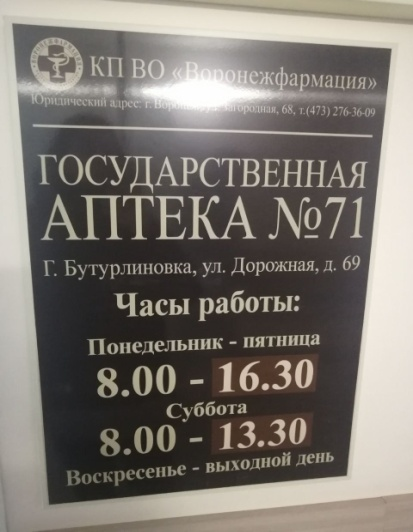 КП ВО «Воронежфармация»
Юридический адрес: г. Воронеж, ул. Загородная, 68, т.(473) 276-36-09
ГОСУДАРСТВЕННАЯ
АПТЕКА №71
Г. Бутурлиновка, ул. Дорожная, д. 69
Часы работы:
Понедельник - пятница
8.00 - 16.30
Суббота
8.00 - 13.30
Воскресенье - выходной день